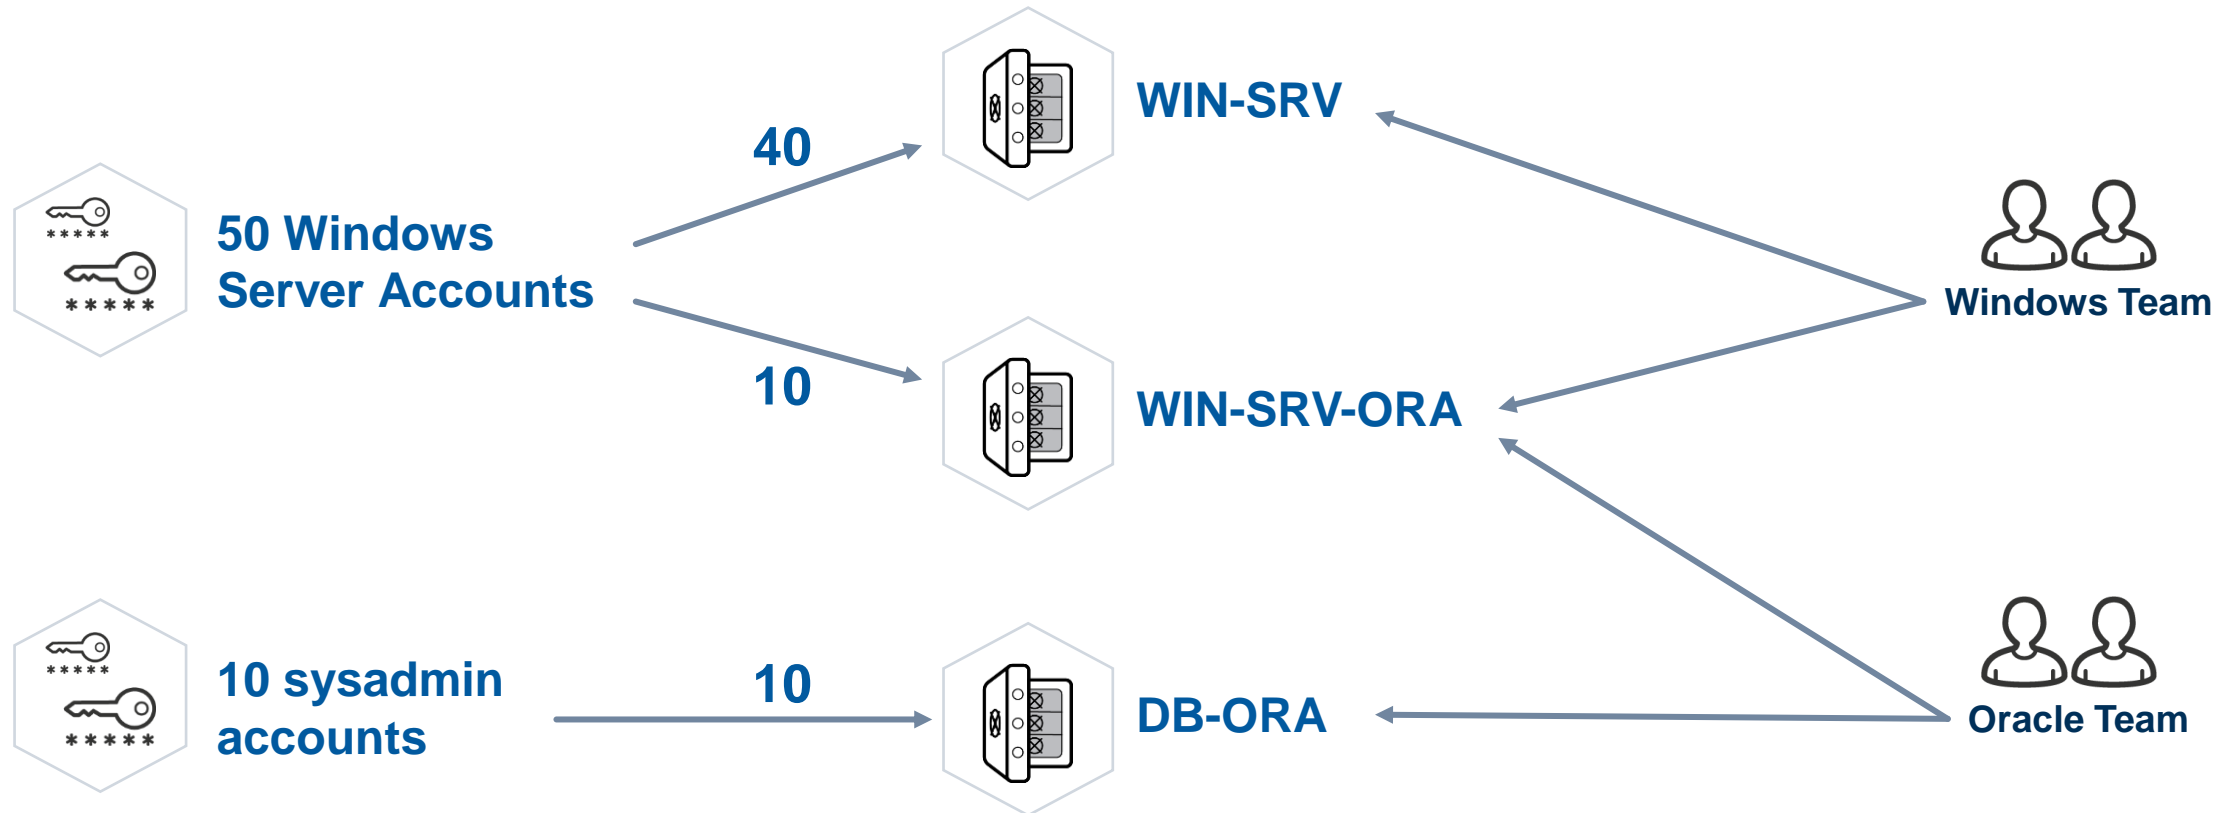 WIN-SRV
40
50 Windows
Server Accounts
*****
*****
Windows Team
10
WIN-SRV-ORA
10 sysadmin
accounts
*****
*****
10
DB-ORA
Oracle Team